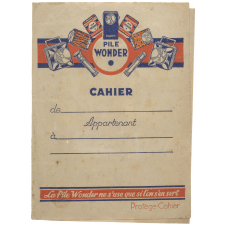 PILE
WONDER
CAHIER
de
Appartenant
à
La Pile Wonder ne s'use que si l'on s'en sert
Protège-Cahier